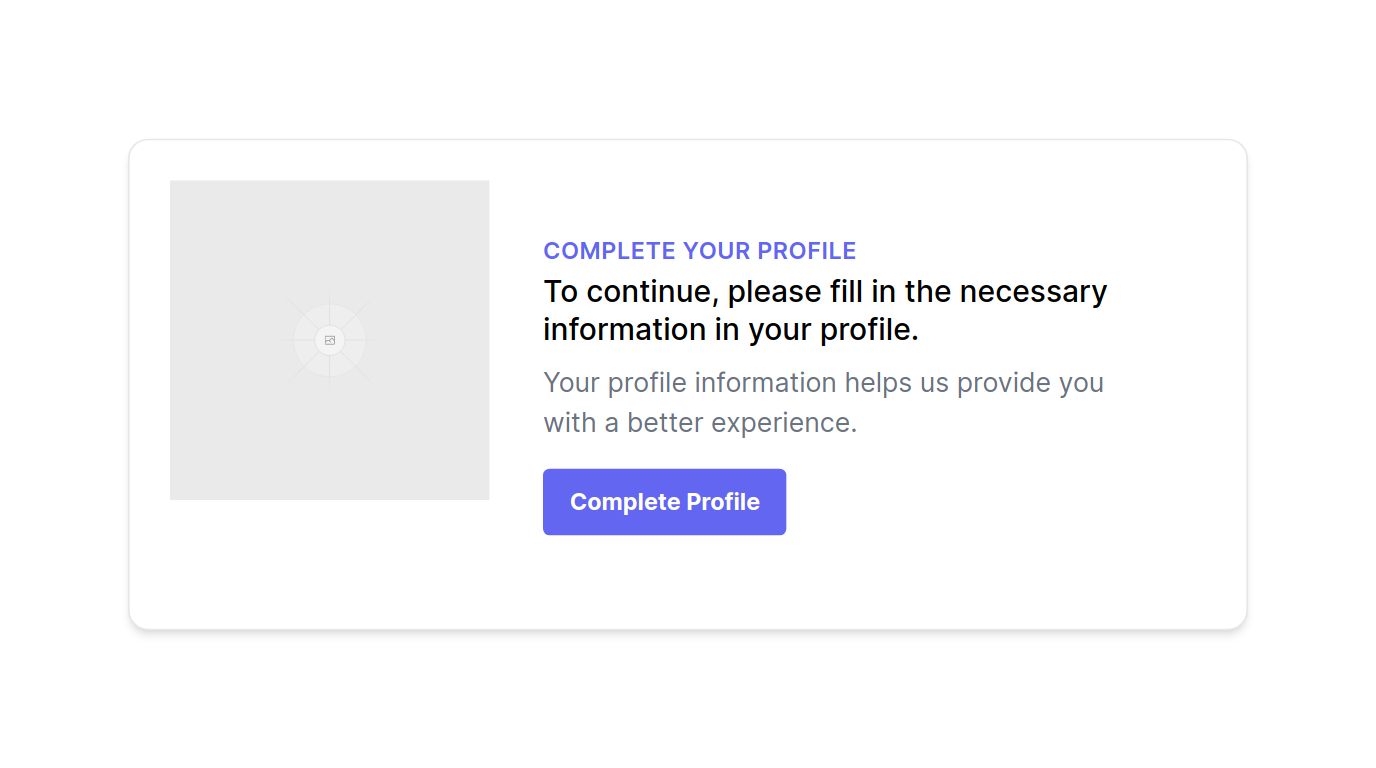 COMPLETE YOUR PROFILE
To continue, please fill in the necessary
information in your profile.
Your profile information helps us provide you
with a better experience.
Complete Profile